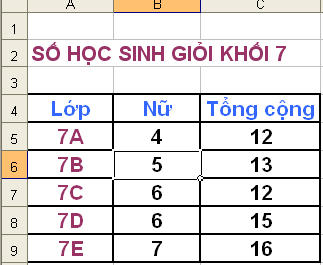 A B C
1
2 SỐ HỌC SINH GIỎI KHỐI 7
3
4 Lớp Nữ Tổng cộng
5 7A 4 12
6 7B 5 13
7 7C 6 12
8 7D 6 15
9 7E 7 16